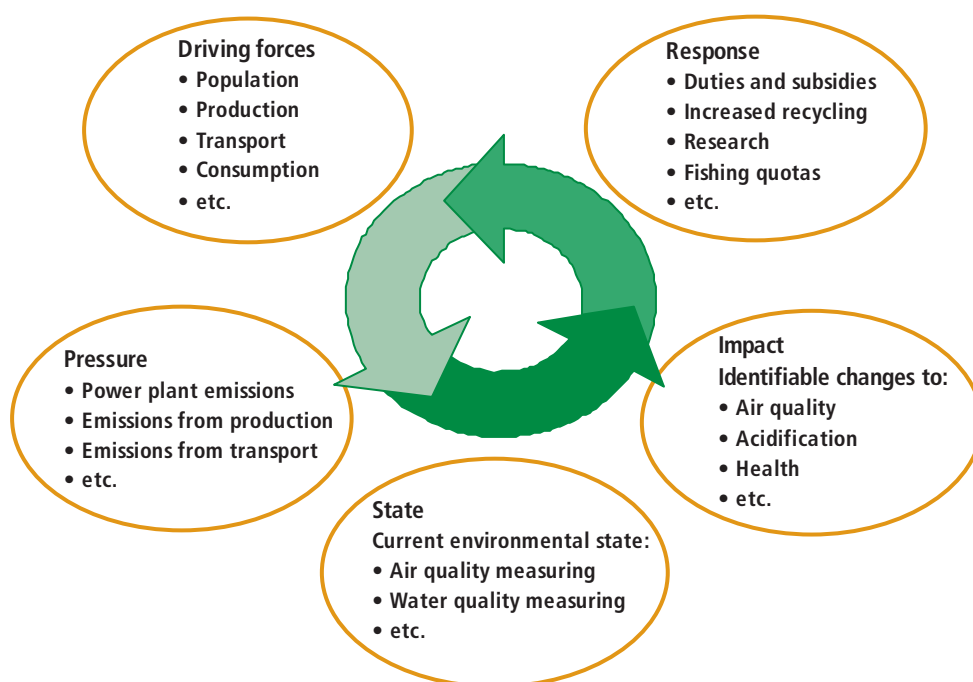 Driving forces
• Population
• Production
• Transport
• Consumption
• etc.
Response
• Duties and subsidies
• Increased recycling
• Research
• Fishing quotas
• etc.
Pressure
• Power plant emissions
• Emissions from production
• Emissions from transport
• etc.
Impact
Identifiable changes to:
• Air quality
• Acidification
• Health
• etc.
State
Current environmental state:
• Air quality measuring
• Water quality measuring
• etc.